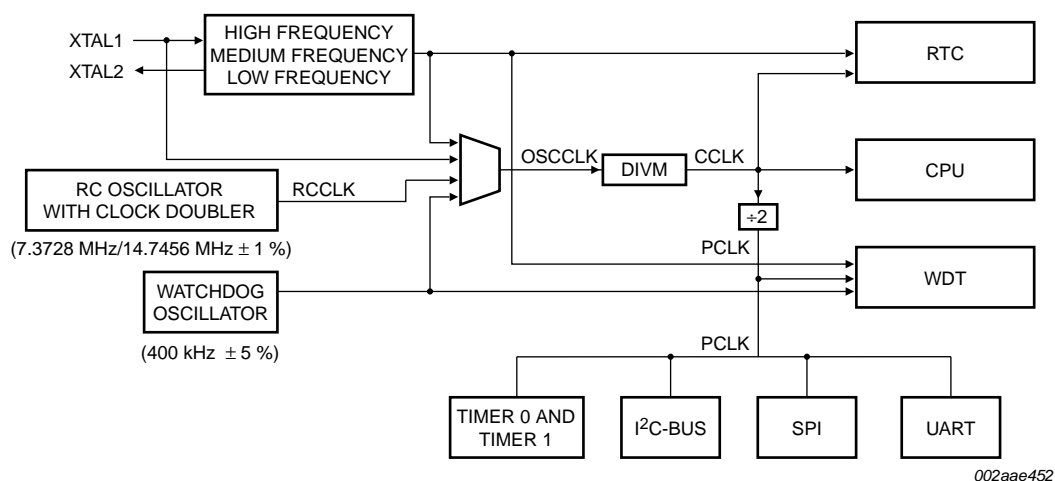 XTAL1
XTAL2
HIGH FREQUENCY
MEDIUM FREQUENCY
LOW FREQUENCY
RTC
OSCCLK
DIVM
CCLK
CPU
RC OSCILLATOR
WITH CLOCK DOUBLER
RCCLK
(7.3728 MHz/14.7456 MHz ± 1 %)
÷2
PCLK
WDT
WATCHDOG
OSCILLATOR
(400 kHz ± 5 %)
PCLK
TIMER 0 AND
TIMER 1
I²C-BUS
SPI
UART
002aae452